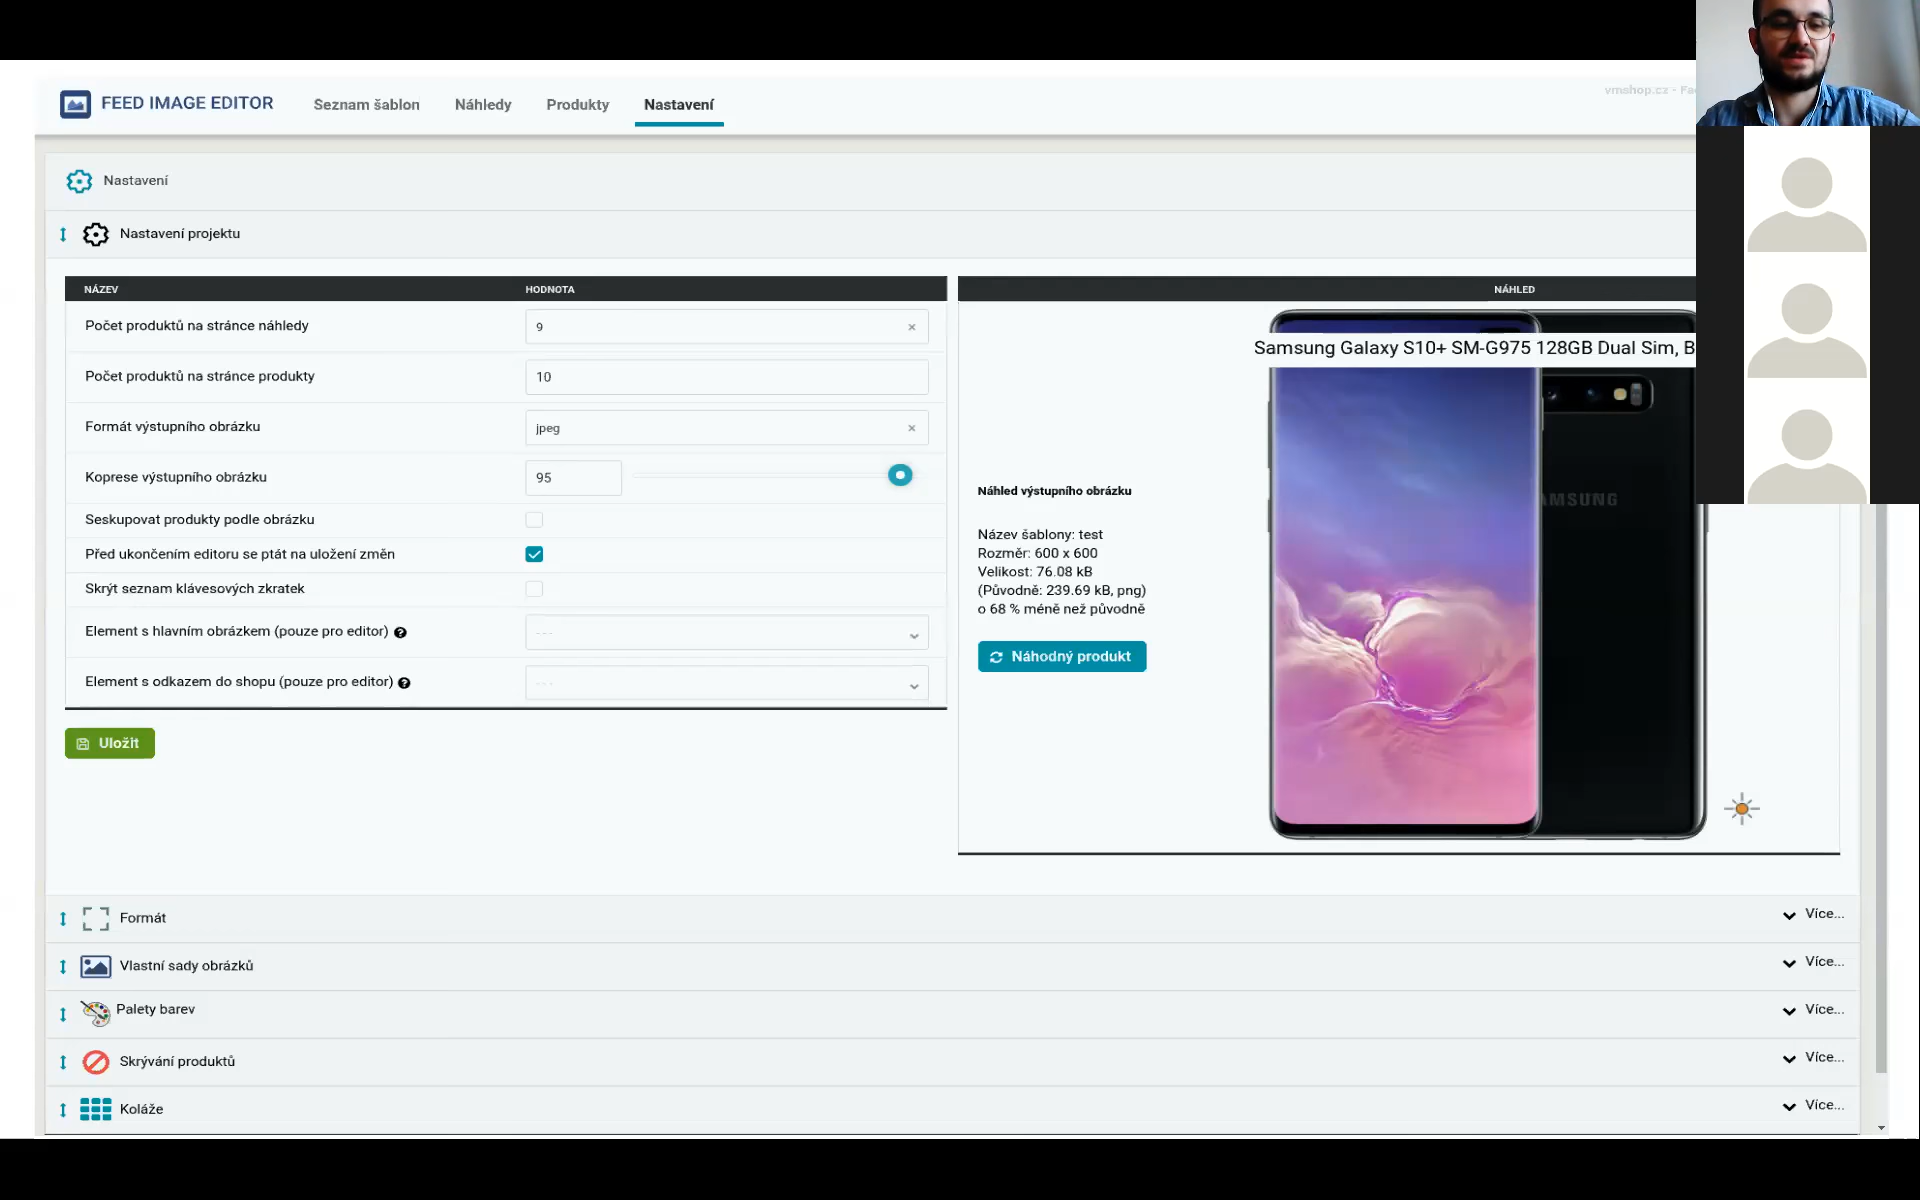 FEED IMAGE EDITOR
Seznam šablon
Náhledy
Produkty
Nastavení
vmshop.cz - Fa
Nastavení
Nastavení projektu
NÁZEV
HODNOTA
Počet produktů na stránce náhledy
9
×
Počet produktů na stránce produkty
10
Formát výstupního obrázku
jpeg
×
Koprese výstupního obrázku
95
Seskupovat produkty podle obrázku
Před ukončením editoru se ptát na uložení změn
Skrýt seznam klávesových zkratek
Element s hlavním obrázkem (pouze pro editor) ?
---
Element s odkazem do shopu (pouze pro editor) ?
---
Uložit
NÁHLED
Samsung Galaxy S10+ SM-G975 128GB Dual Sim, B
AMSUNG
Náhled výstupního obrázku
Název šablony: test
Rozměr: 600 x 600
Velikost: 76.08 kB
(Původně: 239.69 kB, png)
o 68 % méně než původně
Náhodný produkt
Formát
Více...
Vlastní sady obrázků
Více...
Palety barev
Více...
Skrývání produktů
Více...
Koláže
Více...